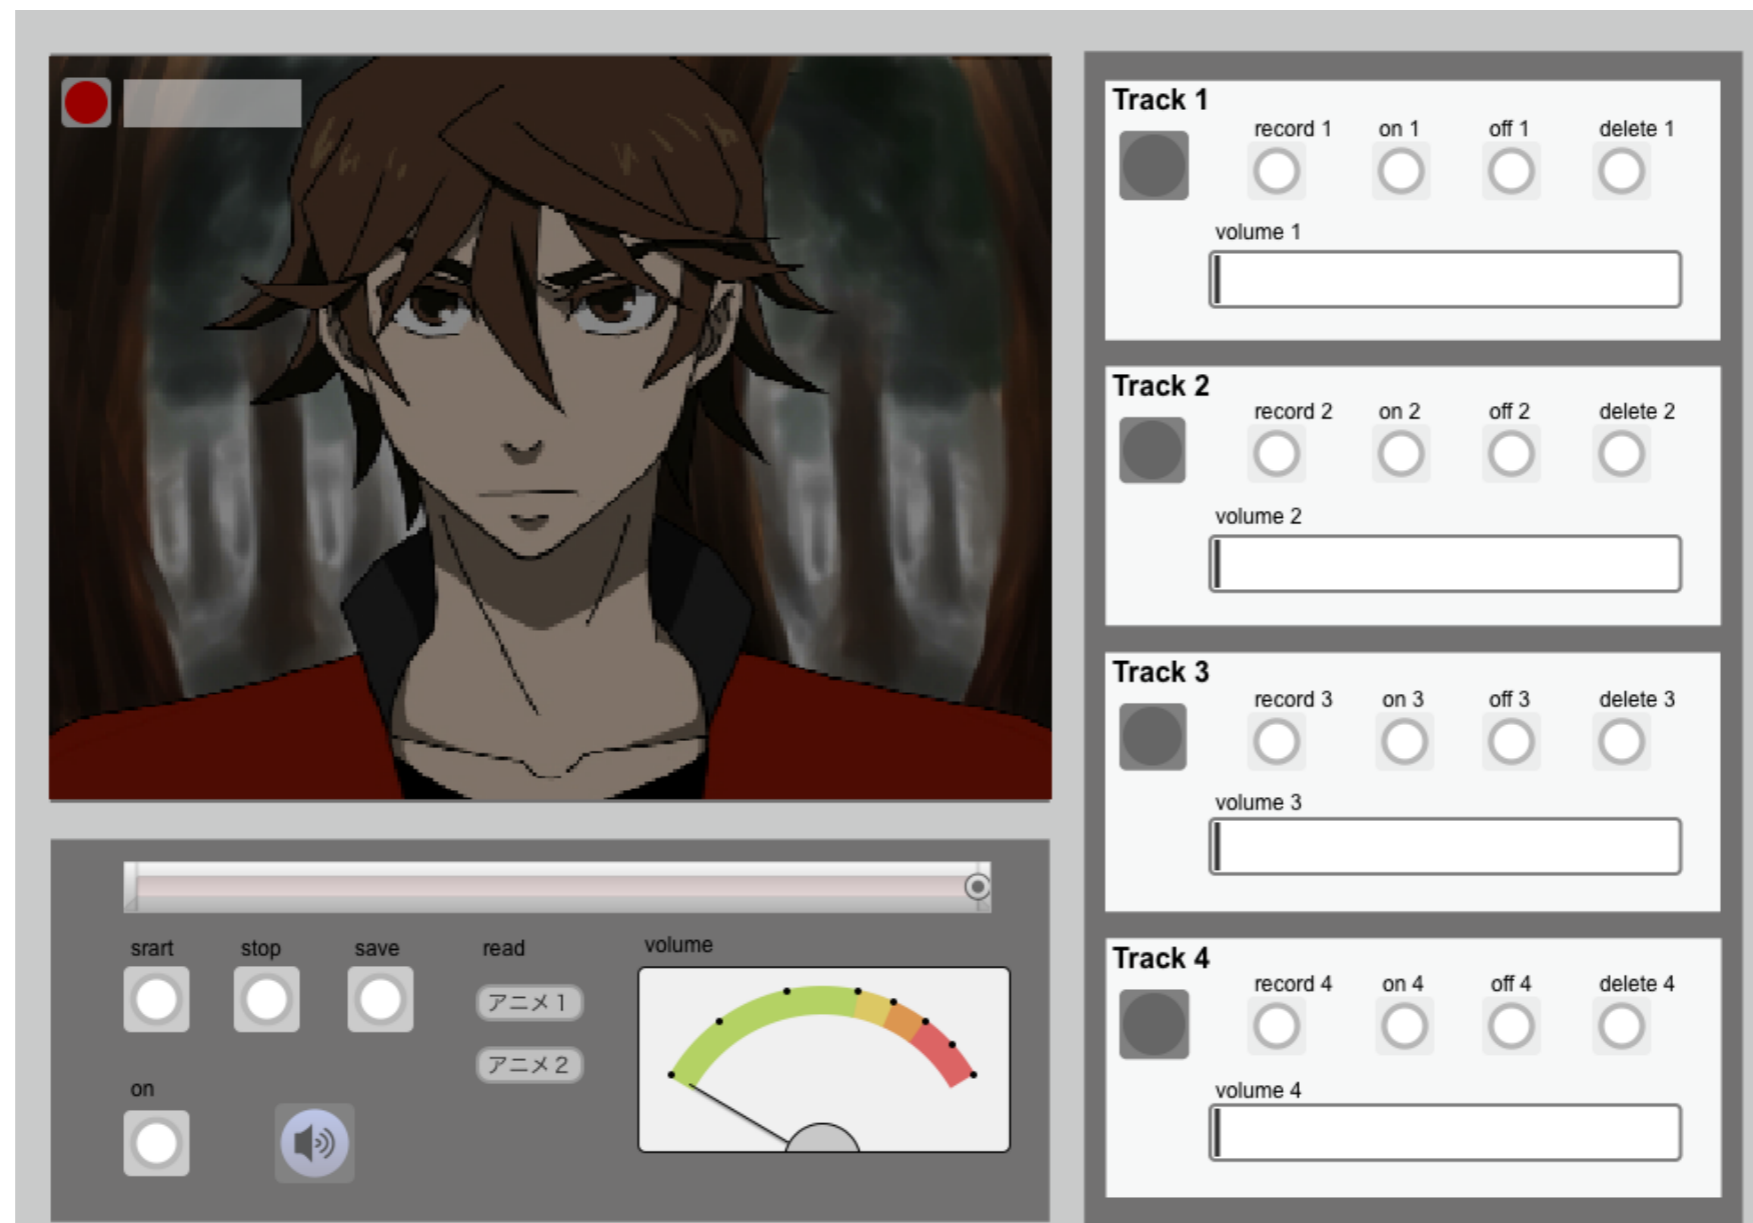 Track 1
record 1 on 1 off 1 delete 1
volume 1
Track 2
record 2 on 2 off 2 delete 2
volume 2
Track 3
record 3 on 3 off 3 delete 3
volume 3
Track 4
record 4 on 4 off 4 delete 4
volume 4
srart stop save read volume
アニメ1
アニメ2
on